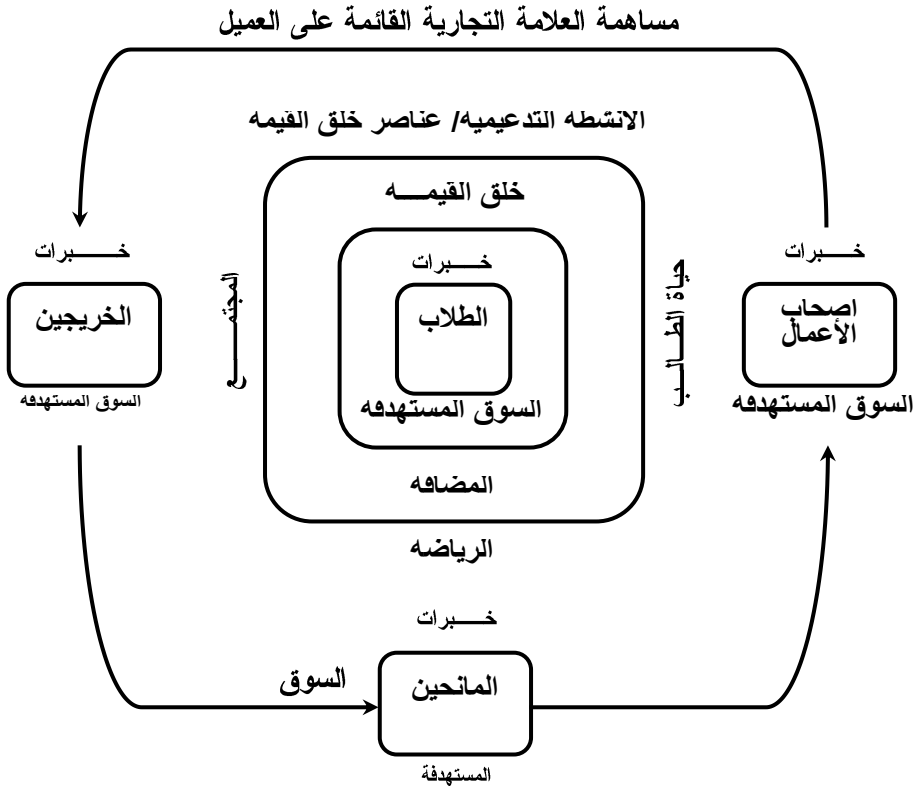 مساهمة العلامة التجارية القائمة على العميل
الانشطه التدعيميه/ عناصر خلق القيمه
خلق القيمـــه
خـــبرات
خـــبرات
خـــبرات
اصحاب
الأعمال
السوق المستهدفه
حياة الطـالـب
الطلاب
السوق المستهدفه
المجتمـــع
الخريجين
السوق المستهدفه
المضافه
الرياضه
خـــبرات
السوق
المانحين
المستهدفة